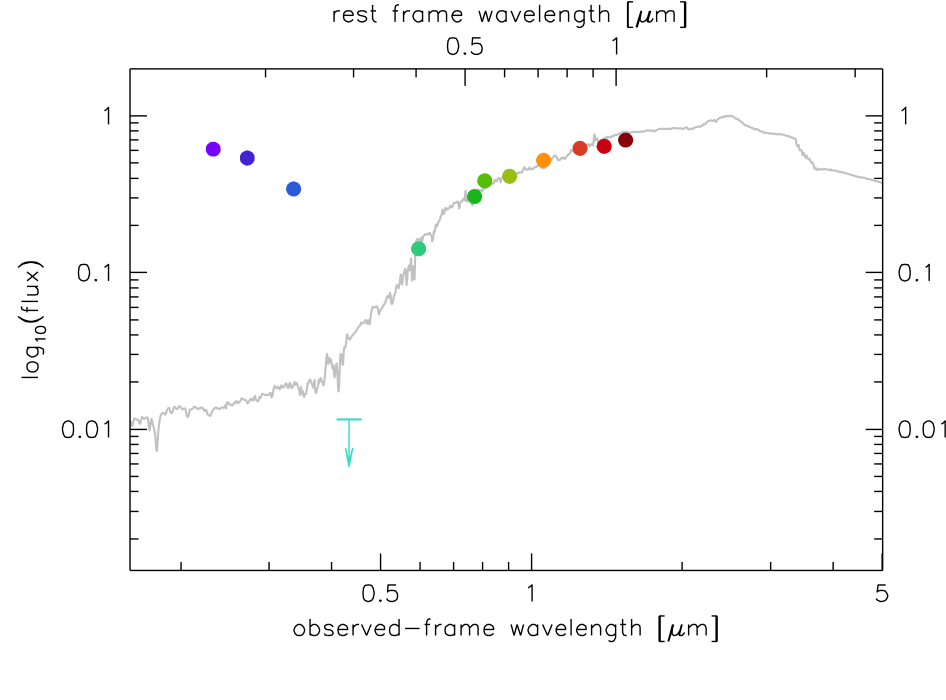 rest frame wavelength [μm]
0.5 1
1 1
0.1 0.1
0.01 0.01
log10(flux)
0.5 1 5
observed-frame wavelength [μm]